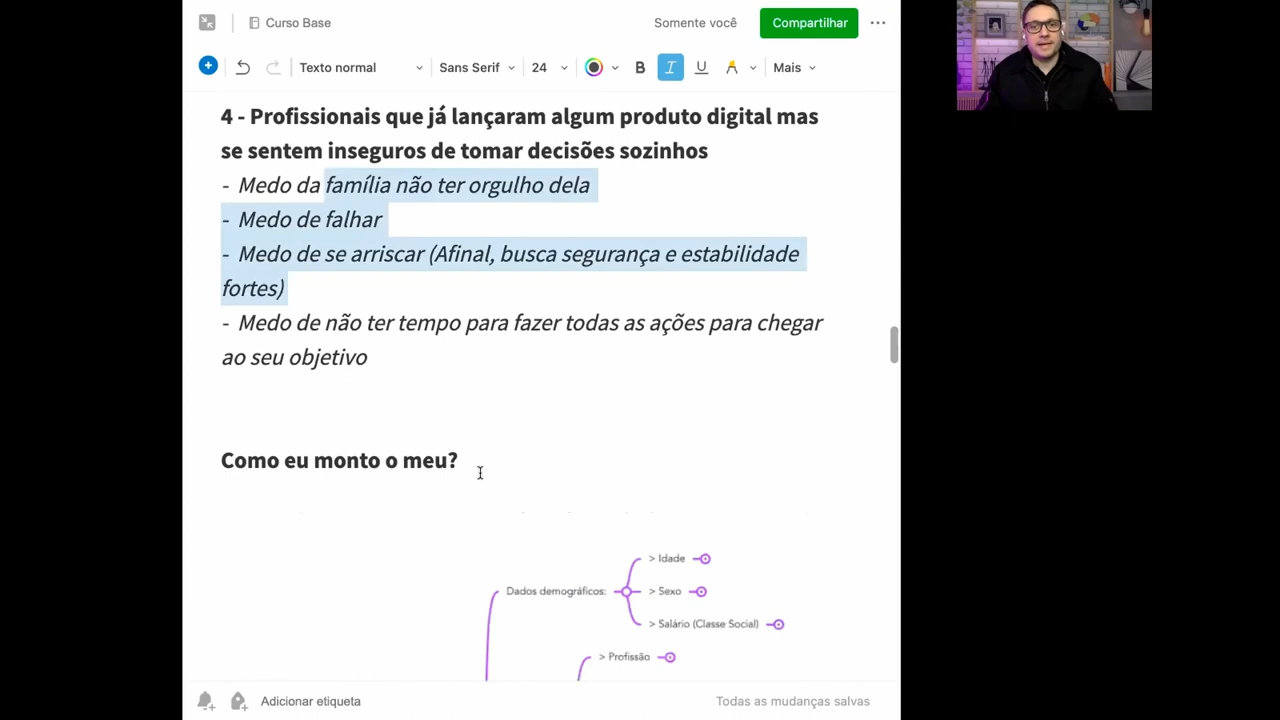 Curso Base
Somente você
Compartilhar
Texto normal
Sans Serif
24
B
I
U
Mais
4 - Profissionais que já lançaram algum produto digital mas
se sentem inseguros de tomar decisões sozinhos
- Medo da família não ter orgulho dela
- Medo de falhar
- Medo de se arriscar (Afinal, busca segurança e estabilidade
fortes)
- Medo de não ter tempo para fazer todas as ações para chegar
ao seu objetivo
Como eu monto o meu?
> Idade
Dados demográficos:
> Sexo
> Salário (Classe Social)
> Profissão
Adicionar etiqueta
Todas as mudanças salvas